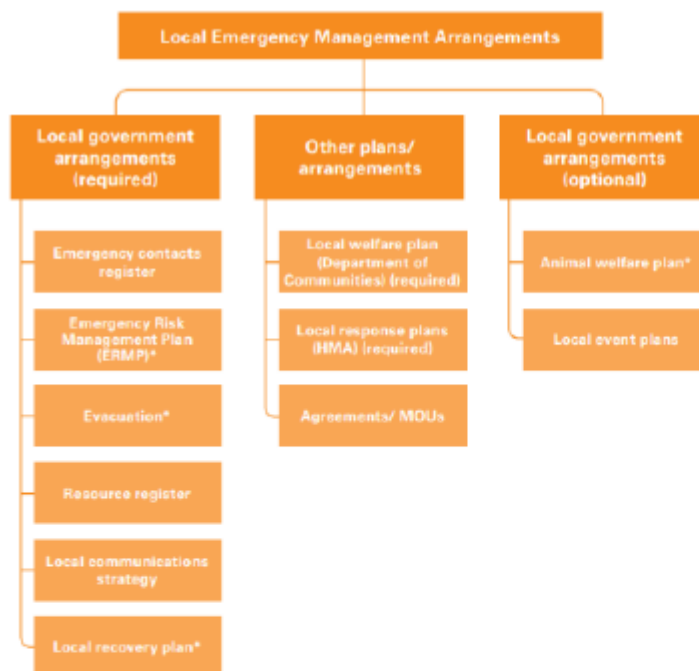 Local Emergency Management Arrangements
Local government
arrangements
(required)
Other plans/
arrangements
Local government
arrangements
(optional)
Emergency contacts
register
Emergency Risk
Management Plan
(ERMP)*
Evacuation*
Resource register
Local communications
strategy
Local recovery plan*
Local welfare plan
(Department of
Communities) (required)
Local response plans
(HMA) (required)
Agreements/ MOUs
Animal welfare plan*
Local event plans